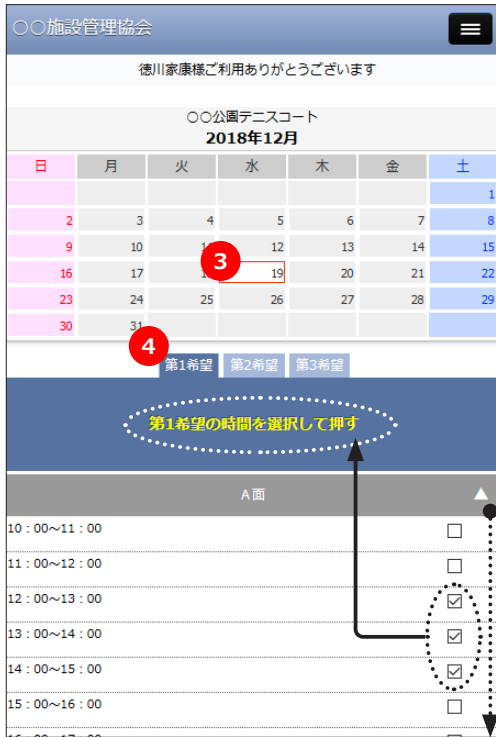 ○○施設管理協会
徳川家康様ご利用ありがとうございます
○○公園テニスコート
2018年12月
日 月 火 水 木 金 土
1
2 3 4 5 6 7 8
9 10 12 13 14 15
3
16 17 19 20 21 22
23 24 25 26 27 28 29
30 31
4
第1希望 第2希望 第3希望
第1希望の時間を選択して押す
A面 ▲
10:00～11:00
11:00～12:00
12:00～13:00
13:00～14:00
14:00～15:00
15:00～16:00